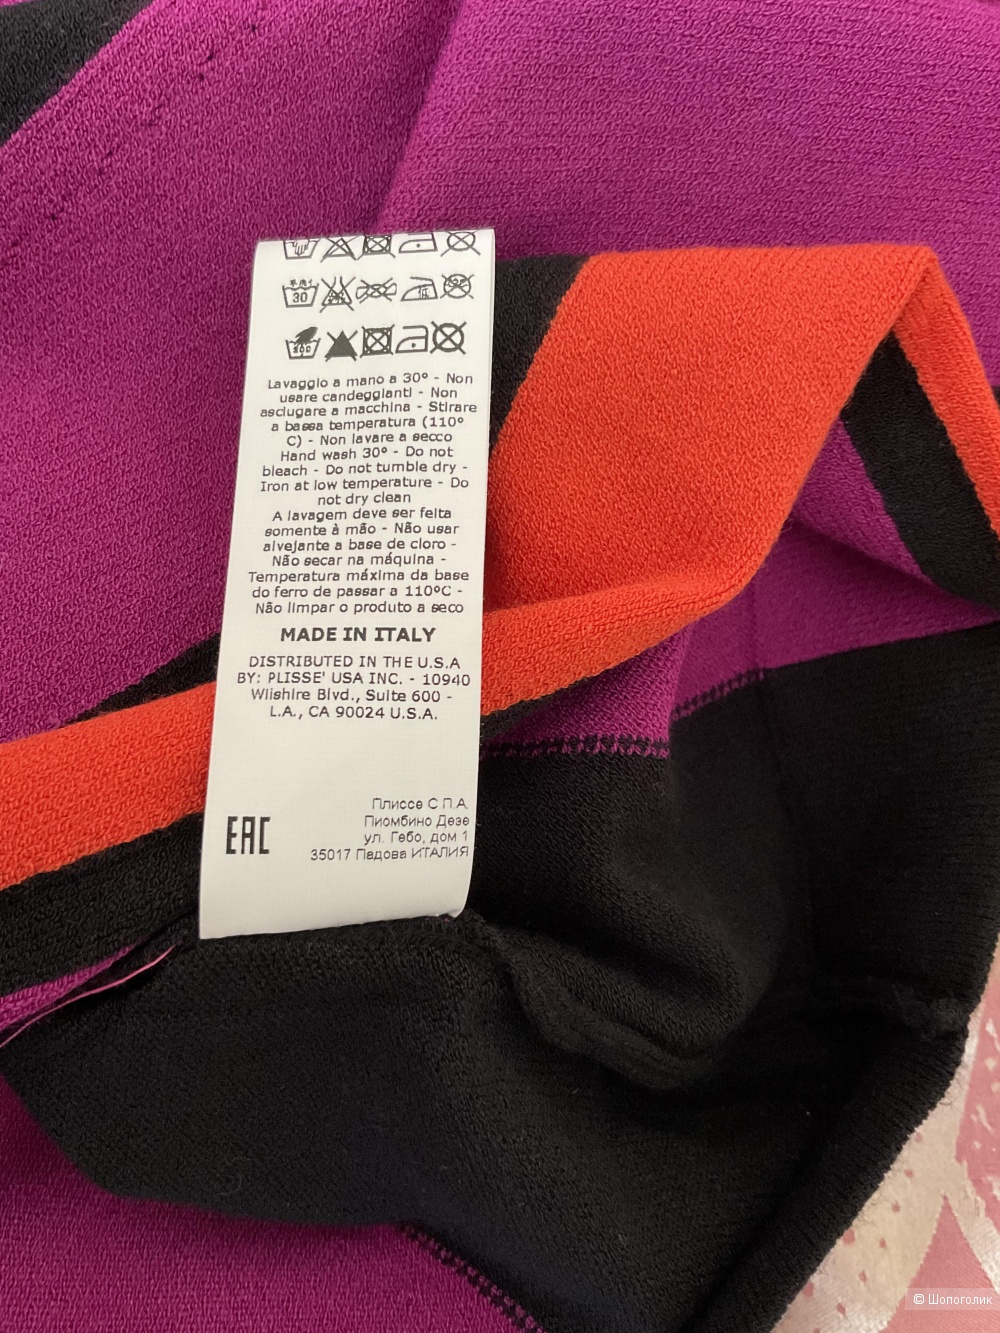 30
30C
Lavaggio a mano a 30° - Non
usare candeggianti - Non
asciugare a macchina - Stirare
a bassa temperatura (110°
C) - Non lavare a secco
Hand wash 30° - Do not
bleach - Do not tumble dry -
Iron at low temperature - Do
not dry clean
A lavagem deve ser feita
somente à mão - Não usar
alvejante a base de cloro -
Não secar na máquina -
Temperatura máxima da base
do ferro de passar a 110ºC -
Não limpar o produto a seco
MADE IN ITALY
DISTRIBUTED IN THE U.S.A
BY: PLISSE' USA INC. - 10940
Wilshire Blvd., Suite 600 -
L.A., CA 90024 U.S.A.
Плиссе С П.А.
Пиомбино Дезе
ул. Гебо, дом 1
35017 Падова ИТАЛИЯ
EAC
© Шопоголик